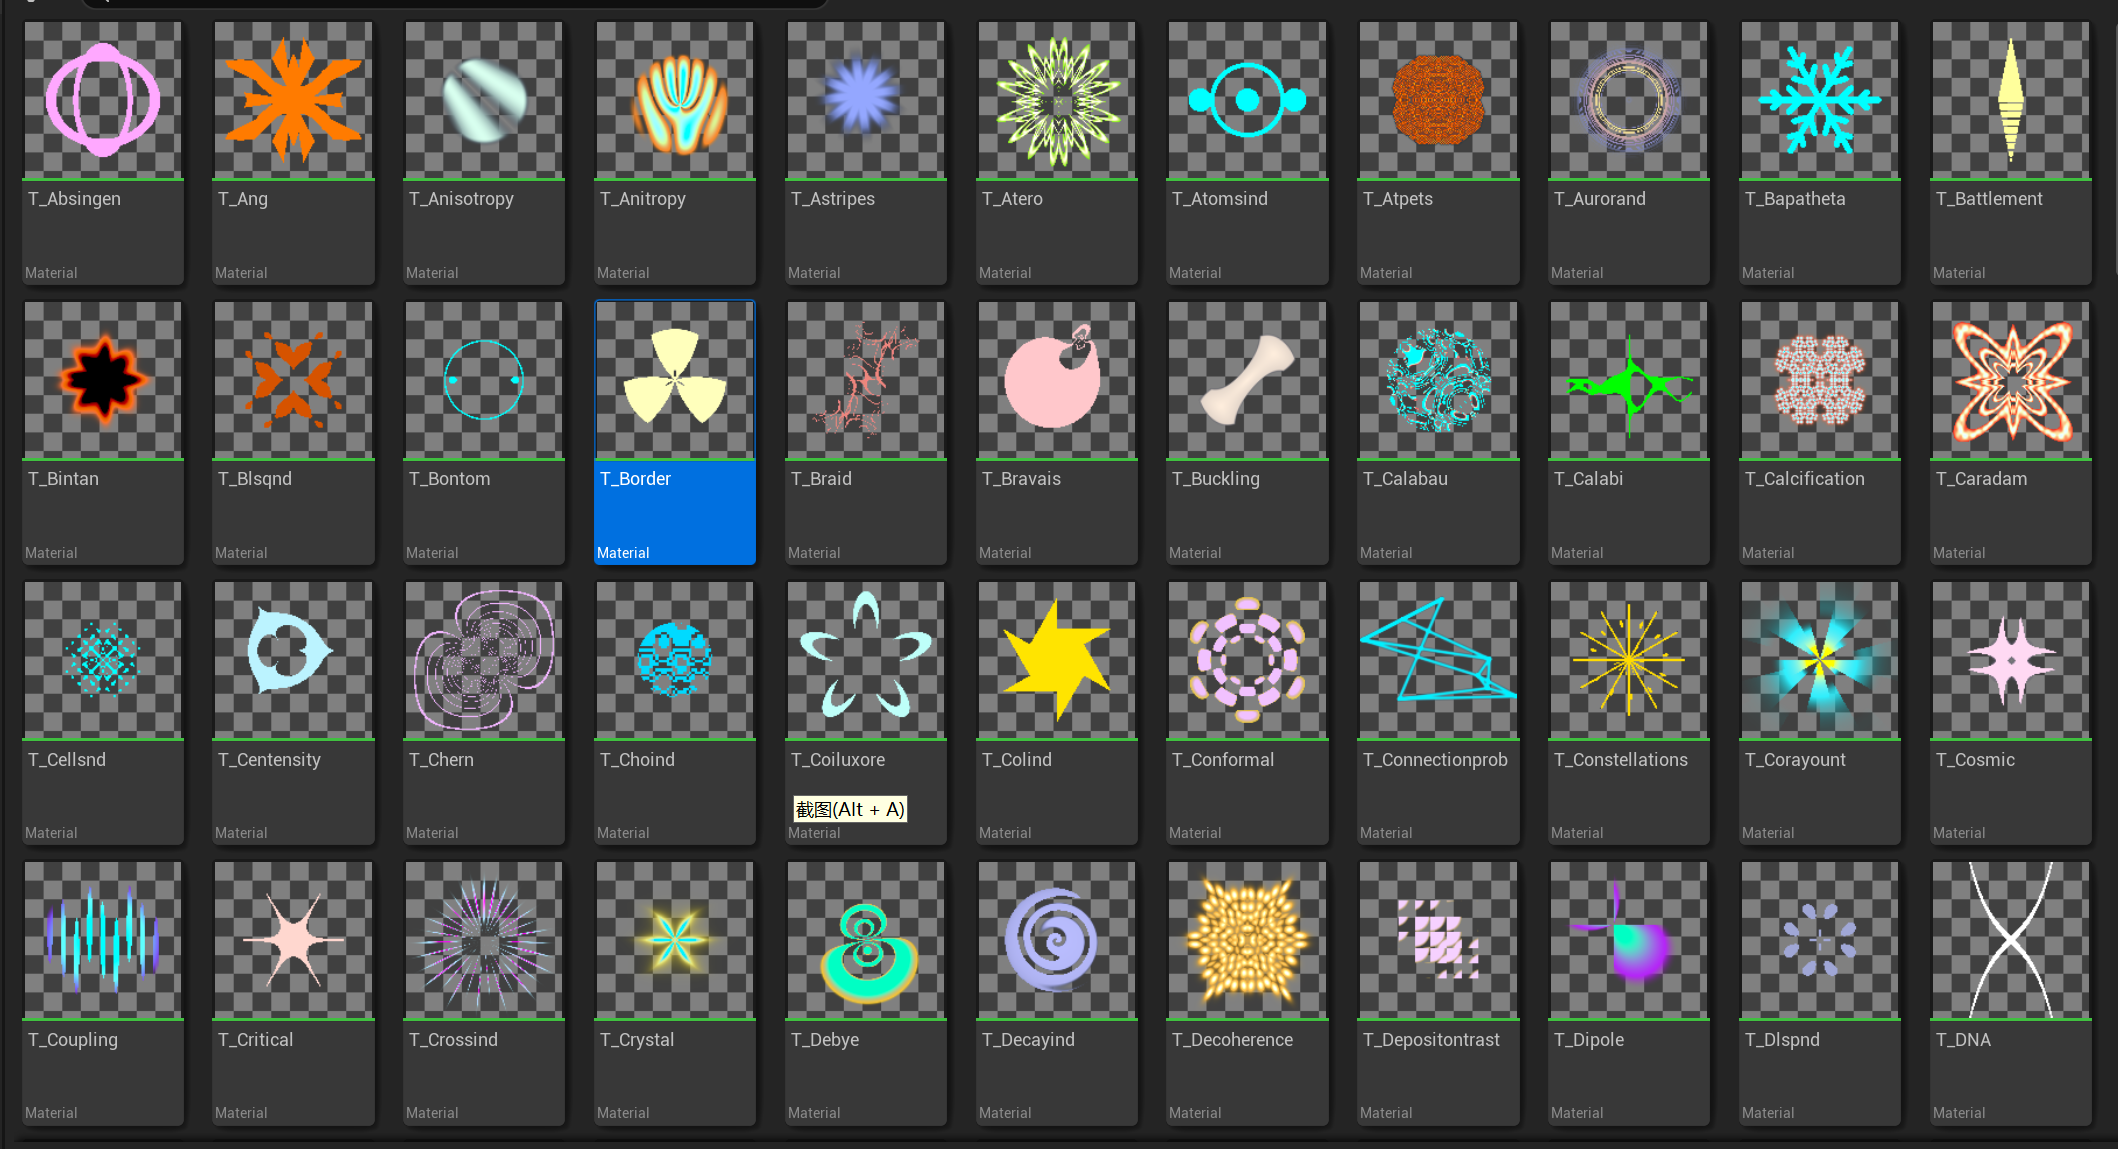 T_Absingen T_Ang T_Anisotropy T_Anitropy T_Astripes T_Atero T_Atomsind T_Atpets T_Aurorand T_Bapatheta T_Battlement
Material Material Material Material Material Material Material Material Material Material Material
T_Bintan T_Blsqnd T_Bontom T_Border T_Braid T_Bravais T_Buckling T_Calabau T_Calabi T_Calcification T_Caradam
Material Material Material Material Material Material Material Material Material Material Material
T_Cellsnd T_Centensity T_Chern T_Choind T_Coiluxore T_Colind T_Conformal T_Connectionprob T_Constellations T_Corayount T_Cosmic
截图(Alt + A)
Material Material Material Material Material Material Material Material Material Material Material
T_Coupling T_Critical T_Crossind T_Crystal T_Debye T_Decayind T_Decoherence T_Depositontrast T_Dipole T_Dlspnd T_DNA
Material Material Material Material Material Material Material Material Material Material Material